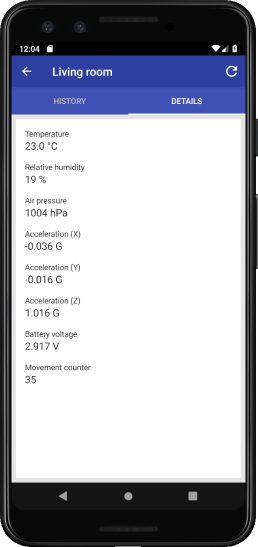 12:04
Living room
HISTORY
DETAILS
Temperature
23.0 °C
Relative humidity
19 %
Air pressure
1004 hPa
Acceleration (X)
-0.036 G
Acceleration (Y)
-0.016 G
Acceleration (Z)
1.016 G
Battery voltage
2.917 V
Movement counter
35